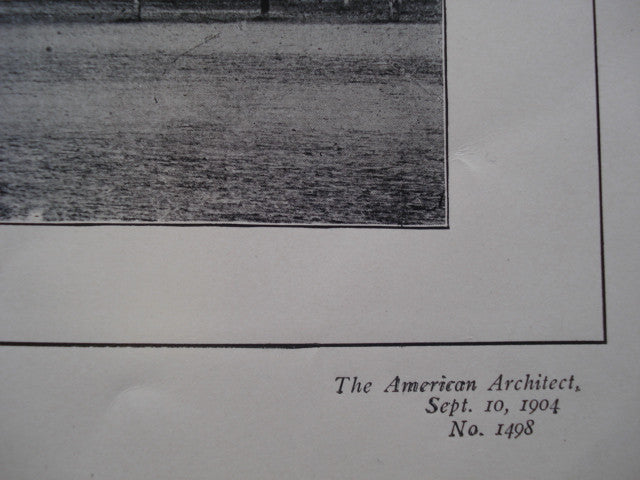 The American Architect,
Sept. 10, 1904
No. 1498